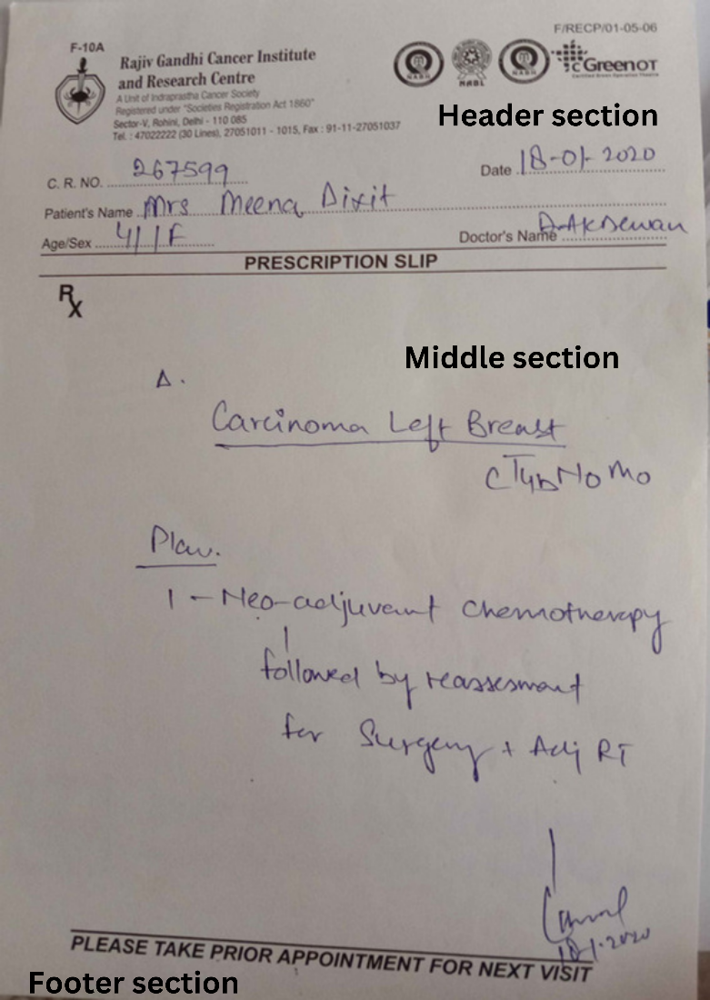 F/RECP/01-05-06
F-10A
Rajiv Gandhi Cancer Institute
and Research Centre
A Unit of Indraprastha Cancer Society
Registered under "Societies Registration Act 1860"
Sector-V, Rohini, Delhi - 110 085
Tel. : 47022222 (30 Lines), 27051011 - 1015, Fax : 91-11-27051037
NABH NABL NABH GreenOT
Header section
C. R. NO. 267599
Date 18-01-2020
Patient's Name Mrs Meena Dixit
Age/Sex 41/F
Doctor's Name Dr AK Dewan
PRESCRIPTION SLIP
Rx
Middle section
Δ.
Carcinoma Left Breast
cT4bN0M0
Plan.
1 - Neo-adjuvant chemotherapy
followed by reassesment
for Surgery + Adj RT
18-1-2020
PLEASE TAKE PRIOR APPOINTMENT FOR NEXT VISIT
Footer section